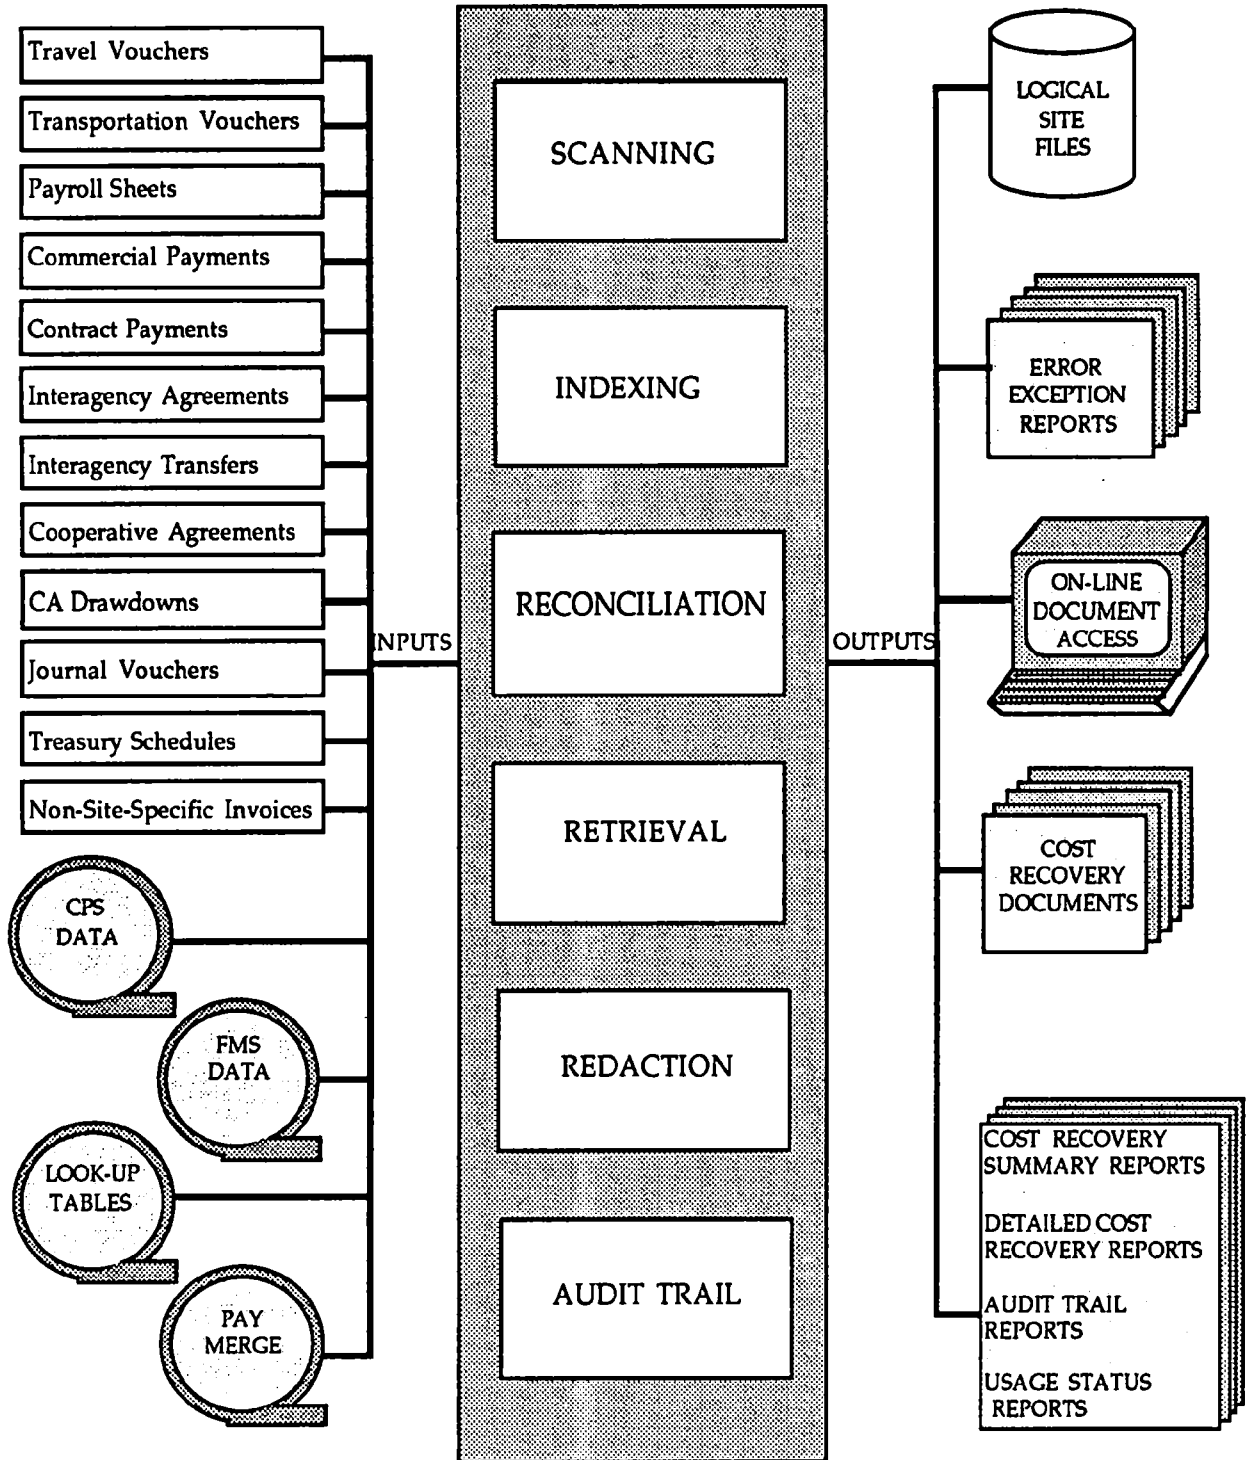 Travel Vouchers
Transportation Vouchers
Payroll Sheets
Commercial Payments
Contract Payments
Interagency Agreements
Interagency Transfers
Cooperative Agreements
CA Drawdowns
Journal Vouchers
Treasury Schedules
Non-Site-Specific Invoices
CPS
DATA
FMS
DATA
LOOK-UP
TABLES
PAY
MERGE
INPUTS
SCANNING
INDEXING
RECONCILIATION
RETRIEVAL
REDACTION
AUDIT TRAIL
OUTPUTS
LOGICAL
SITE
FILES
ERROR
EXCEPTION
REPORTS
ON-LINE
DOCUMENT
ACCESS
COST
RECOVERY
DOCUMENTS
COST RECOVERY
SUMMARY REPORTS
DETAILED COST
RECOVERY REPORTS
AUDIT TRAIL
REPORTS
USAGE STATUS
REPORTS